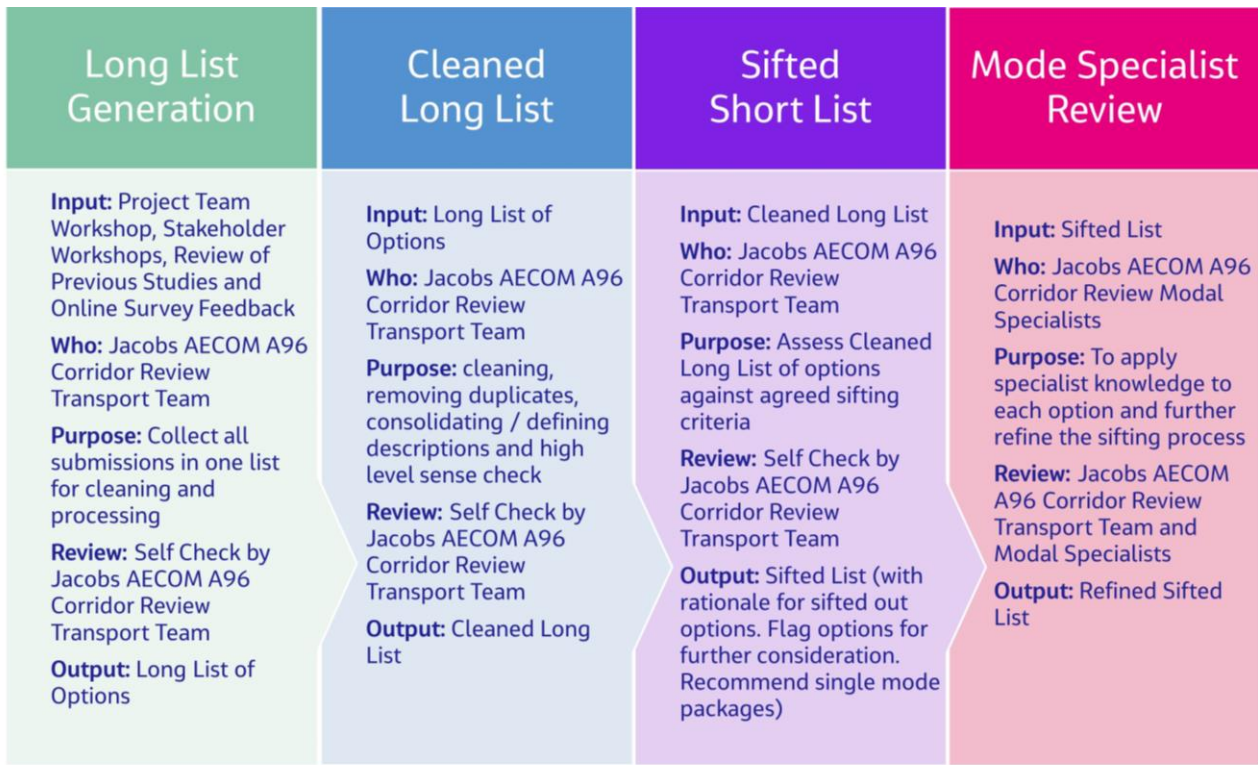 Long List
Generation
Input: Project Team
Workshop, Stakeholder
Workshops, Review of
Previous Studies and
Online Survey Feedback
Who: Jacobs AECOM A96
Corridor Review
Transport Team
Purpose: Collect all
submissions in one list
for cleaning and
processing
Review: Self Check by
Jacobs AECOM A96
Corridor Review
Transport Team
Output: Long List of
Options
Cleaned
Long List
Input: Long List of
Options
Who: Jacobs AECOM A96
Corridor Review
Transport Team
Purpose: cleaning,
removing duplicates,
consolidating / defining
descriptions and high
level sense check
Review: Self Check by
Jacobs AECOM A96
Corridor Review
Transport Team
Output: Cleaned Long
List
Sifted
Short List
Input: Cleaned Long List
Who: Jacobs AECOM A96
Corridor Review
Transport Team
Purpose: Assess Cleaned
Long List of options
against agreed sifting
criteria
Review: Self Check by
Jacobs AECOM A96
Corridor Review
Transport Team
Output: Sifted List (with
rationale for sifted out
options. Flag options for
further consideration.
Recommend single mode
packages)
Mode Specialist
Review
Input: Sifted List
Who: Jacobs AECOM A96
Corridor Review Modal
Specialists
Purpose: To apply
specialist knowledge to
each option and further
refine the sifting process
Review: Jacobs AECOM
A96 Corridor Review
Transport Team and
Modal Specialists
Output: Refined Sifted
List